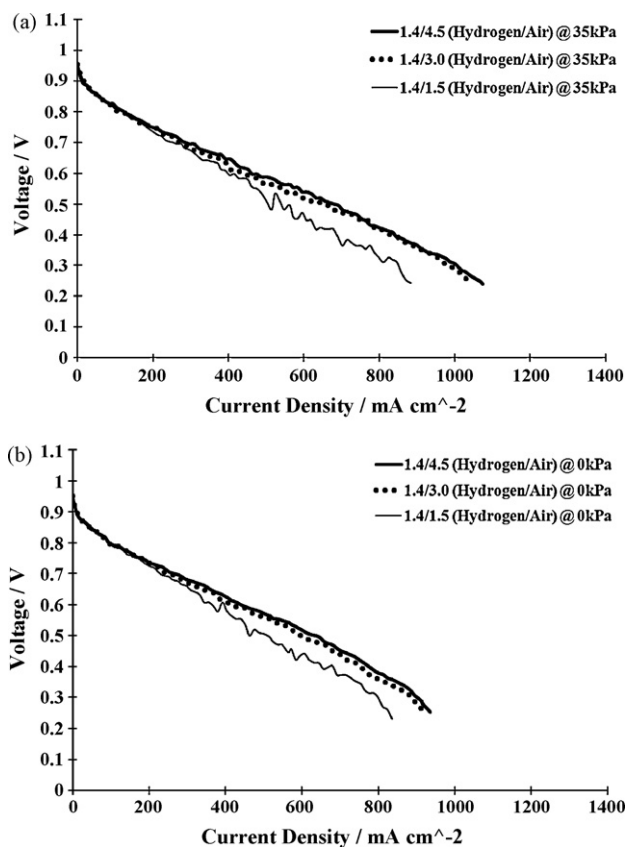 (a)
1.1
1
0.9
0.8
0.7
0.6
0.5
0.4
0.3
0.2
0.1
0
Voltage / V
1.4/4.5 (Hydrogen/Air) @ 35kPa
1.4/3.0 (Hydrogen/Air) @ 35kPa
1.4/1.5 (Hydrogen/Air) @ 35kPa
0 200 400 600 800 1000 1200 1400
Current Density / mA cm^-2
(b)
1.1
1
0.9
0.8
0.7
0.6
0.5
0.4
0.3
0.2
0.1
0
Voltage / V
1.4/4.5 (Hydrogen/Air) @ 0kPa
1.4/3.0 (Hydrogen/Air) @ 0kPa
1.4/1.5 (Hydrogen/Air) @ 0kPa
0 200 400 600 800 1000 1200 1400
Current Density / mA cm^-2